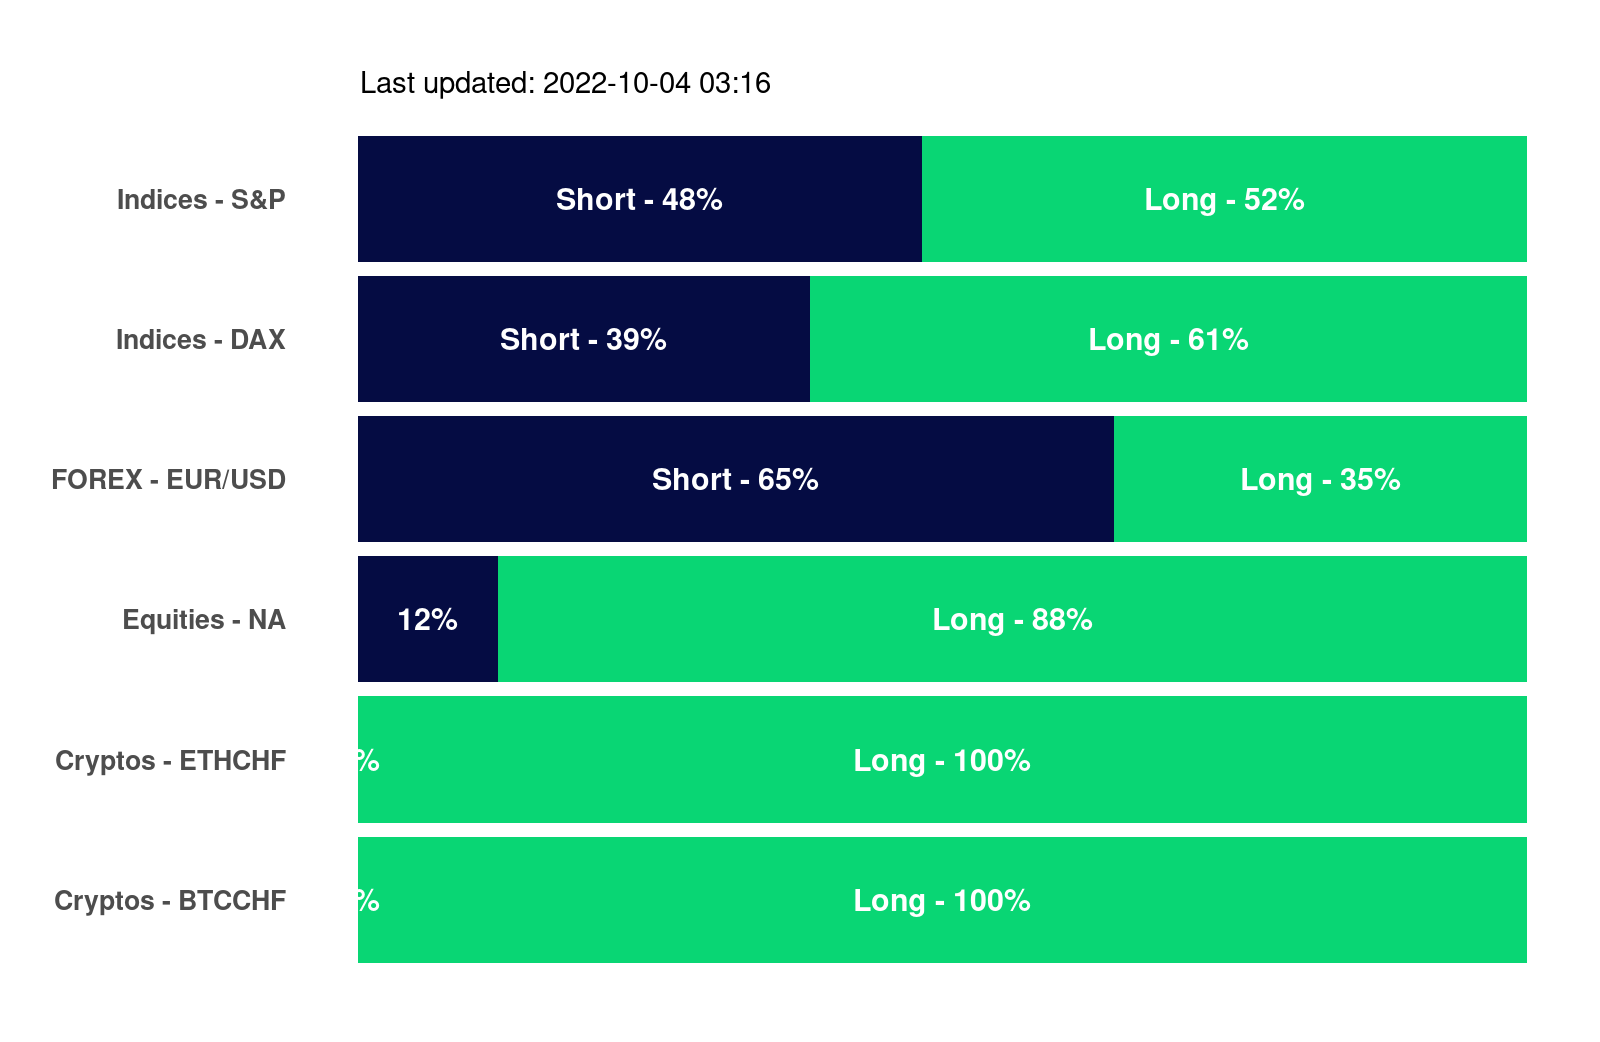 Last updated: 2022-10-04 03:16
Indices - S&P Short - 48% Long - 52%
Indices - DAX Short - 39% Long - 61%
FOREX - EUR/USD Short - 65% Long - 35%
Equities - NA 12% Long - 88%
Cryptos - ETHCHF % Long - 100%
Cryptos - BTCCHF % Long - 100%